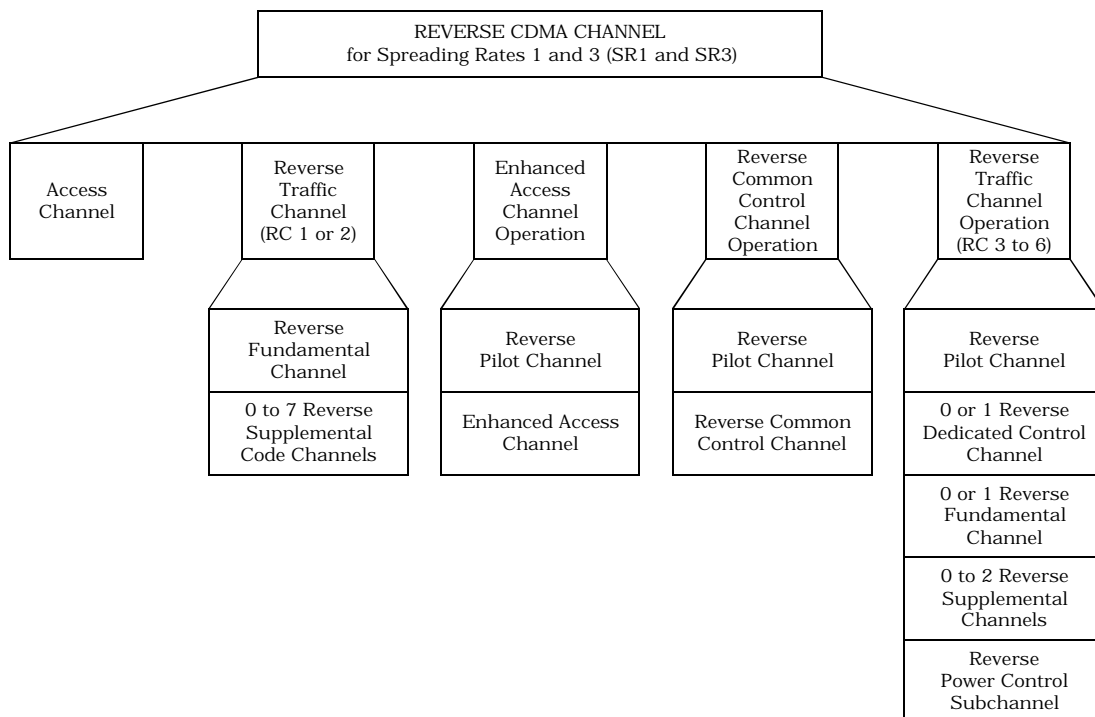 REVERSE CDMA CHANNEL
for Spreading Rates 1 and 3 (SR1 and SR3)
Access
Channel
Reverse
Traffic
Channel
(RC 1 or 2)
Enhanced
Access
Channel
Operation
Reverse
Common
Control
Channel
Operation
Reverse
Traffic
Channel
Operation
(RC 3 to 6)
Reverse
Fundamental
Channel
0 to 7 Reverse
Supplemental
Code Channels
Reverse
Pilot Channel
Enhanced Access
Channel
Reverse
Pilot Channel
Reverse Common
Control Channel
Reverse
Pilot Channel
0 or 1 Reverse
Dedicated Control
Channel
0 or 1 Reverse
Fundamental
Channel
0 to 2 Reverse
Supplemental
Channels
Reverse
Power Control
Subchannel